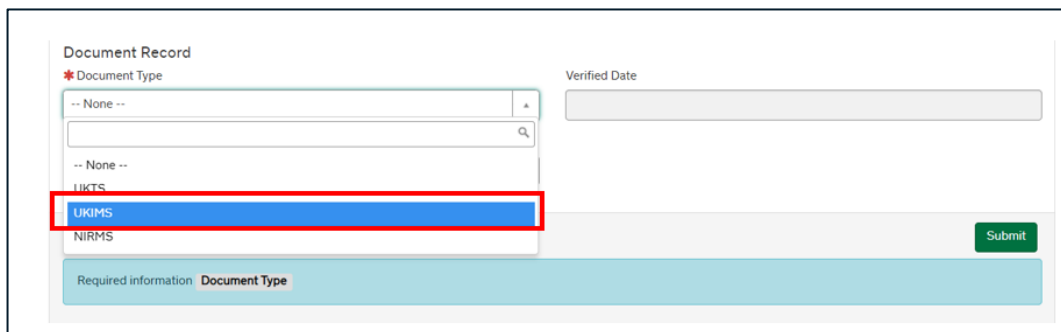 Document Record
✱ Document Type
Verified Date
-- None --
-- None --
UKTS
UKIMS
NIRMS
Submit
Required information Document Type